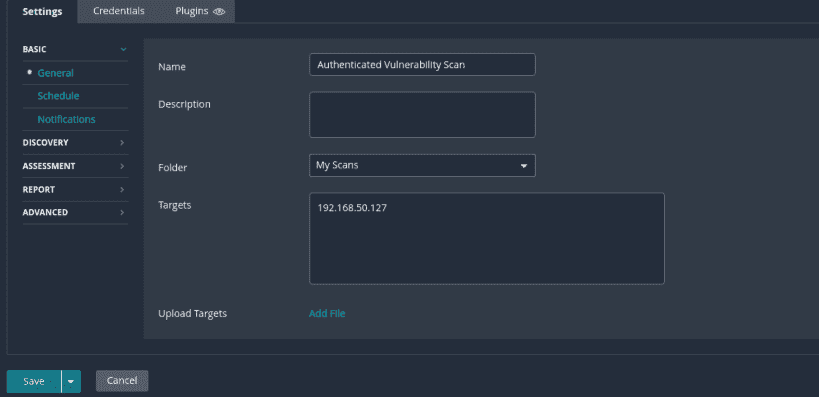 Settings Credentials Plugins
BASIC
General
Schedule
Notifications
DISCOVERY
ASSESSMENT
REPORT
ADVANCED
Name Authenticated Vulnerability Scan
Description
Folder My Scans
Targets 192.168.50.127
Upload Targets Add File
Save Cancel